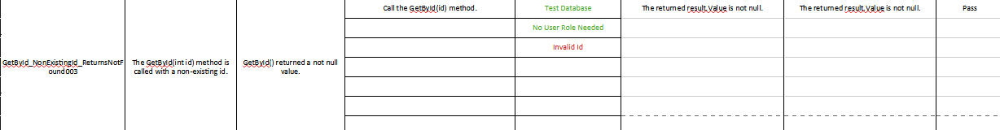 Call the GetById(id) method.
Test Database
The returned result.Value is not null.
The returned result.Value is not null.
Pass
No User Role Needed
Invalid Id
GetById_NonExistingId_ReturnsNotF
ound003
The GetById(int id) method is
called with a non-existing id.
GetById() returned a not null
value.